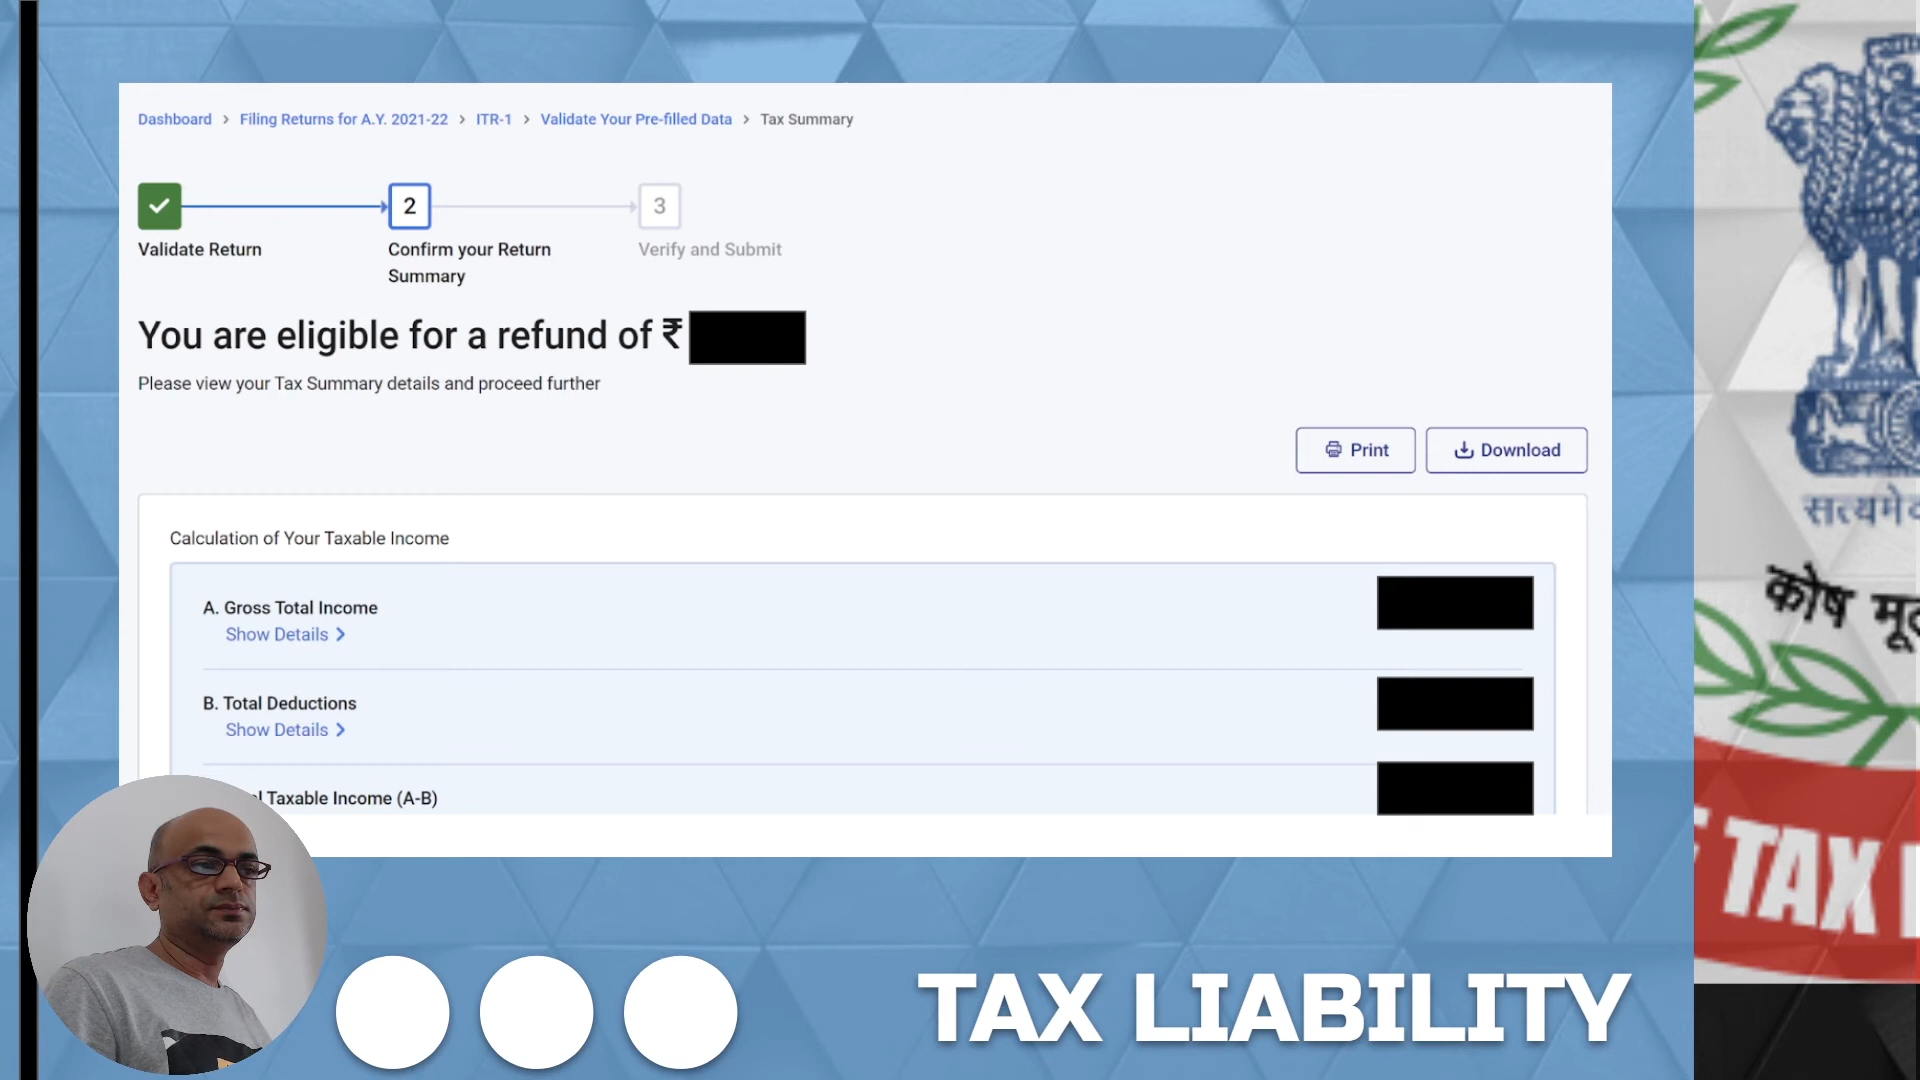 Dashboard > Filing Returns for A.Y. 2021-22 > ITR-1 > Validate Your Pre-filled Data > Tax Summary
2
3
Validate Return
Confirm your Return
Summary
Verify and Submit
You are eligible for a refund of ₹
Please view your Tax Summary details and proceed further
Print
Download
Calculation of Your Taxable Income
A. Gross Total Income
Show Details >
B. Total Deductions
Show Details >
Taxable Income (A-B)
TAX LIABILITY
कोष
TAX